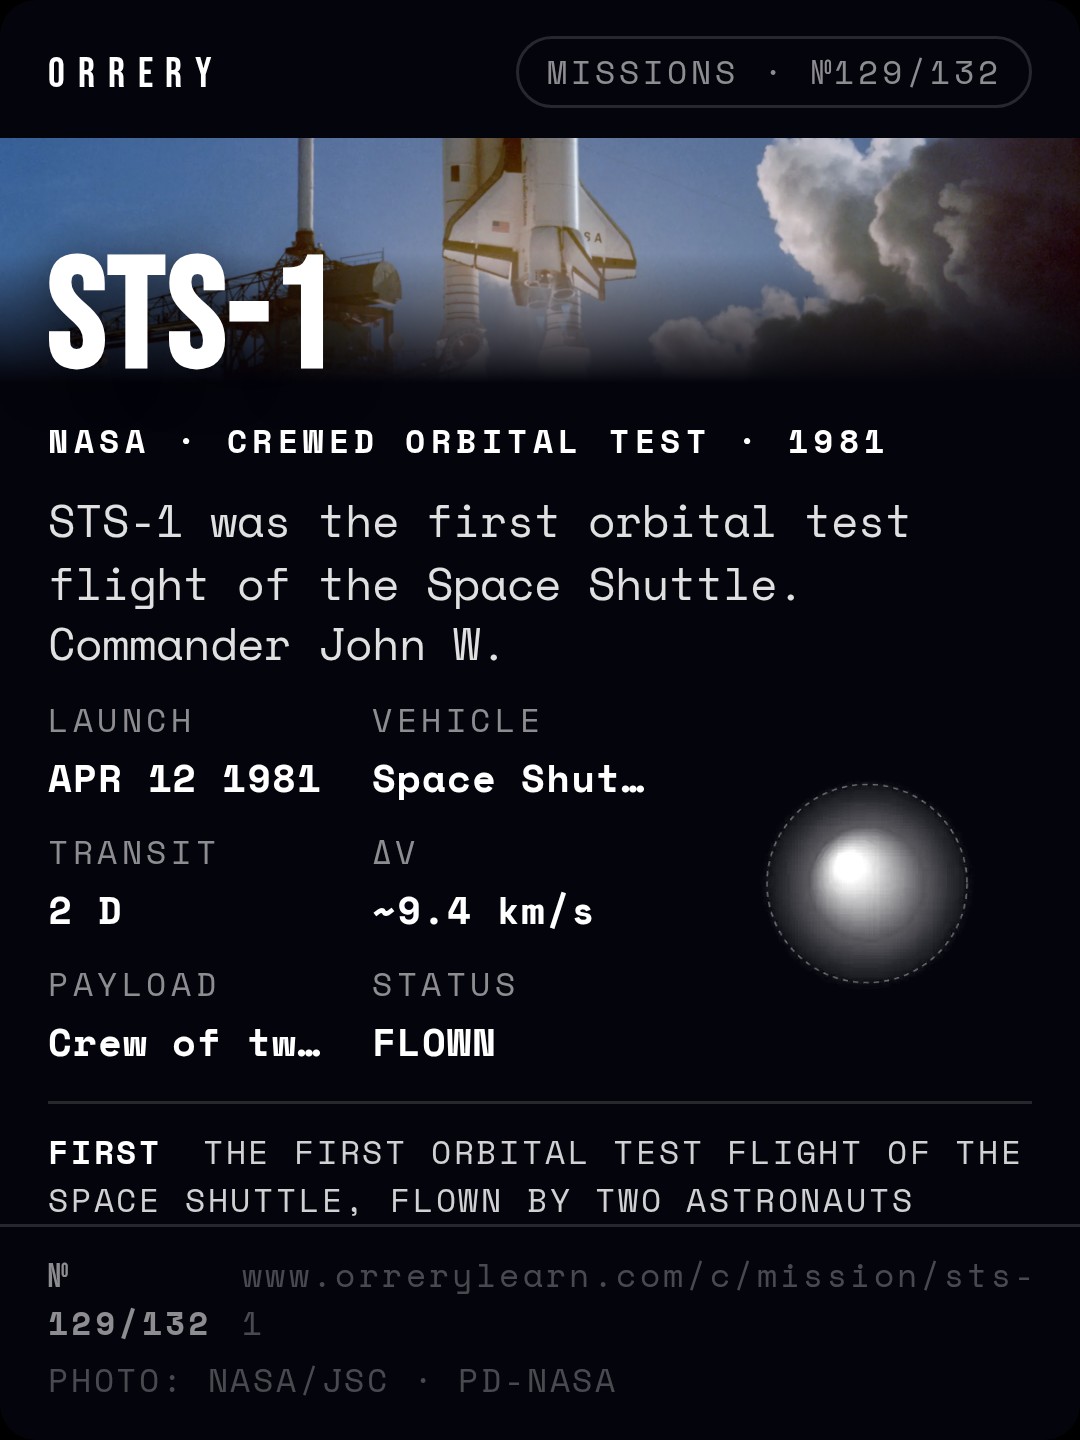 ORRERY
MISSIONS · №129/132
STS-1
NASA · CREWED ORBITAL TEST · 1981
STS-1 was the first orbital test
flight of the Space Shuttle.
Commander John W.
LAUNCH VEHICLE
APR 12 1981 Space Shut…
TRANSIT ΔV
2 D ~9.4 km/s
PAYLOAD STATUS
Crew of tw… FLOWN
FIRST THE FIRST ORBITAL TEST FLIGHT OF THE
SPACE SHUTTLE, FLOWN BY TWO ASTRONAUTS
№ www.orrerylearn.com/c/mission/sts-
129/132 1
PHOTO: NASA/JSC · PD-NASA